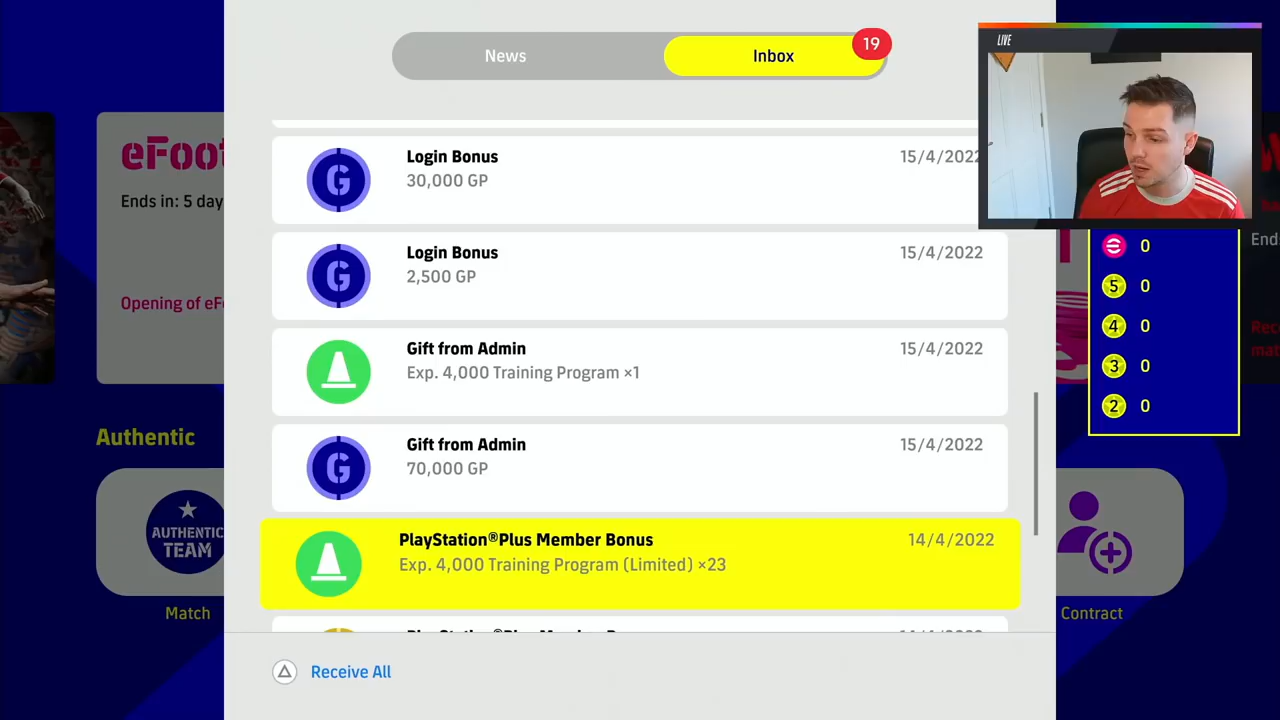 News
Inbox
19
LIVE
eFoot
Ends in: 5 day
Opening of eF
Login Bonus
30,000 GP
15/4/2022
Login Bonus
2,500 GP
15/4/2022
Gift from Admin
Exp. 4,000 Training Program ×1
15/4/2022
Gift from Admin
70,000 GP
15/4/2022
PlayStation®Plus Member Bonus
Exp. 4,000 Training Program (Limited) ×23
14/4/2022
0
5 0
4 0
3 0
2 0
End
Authentic
AUTHENTIC
TEAM
Match
Contract
Receive All